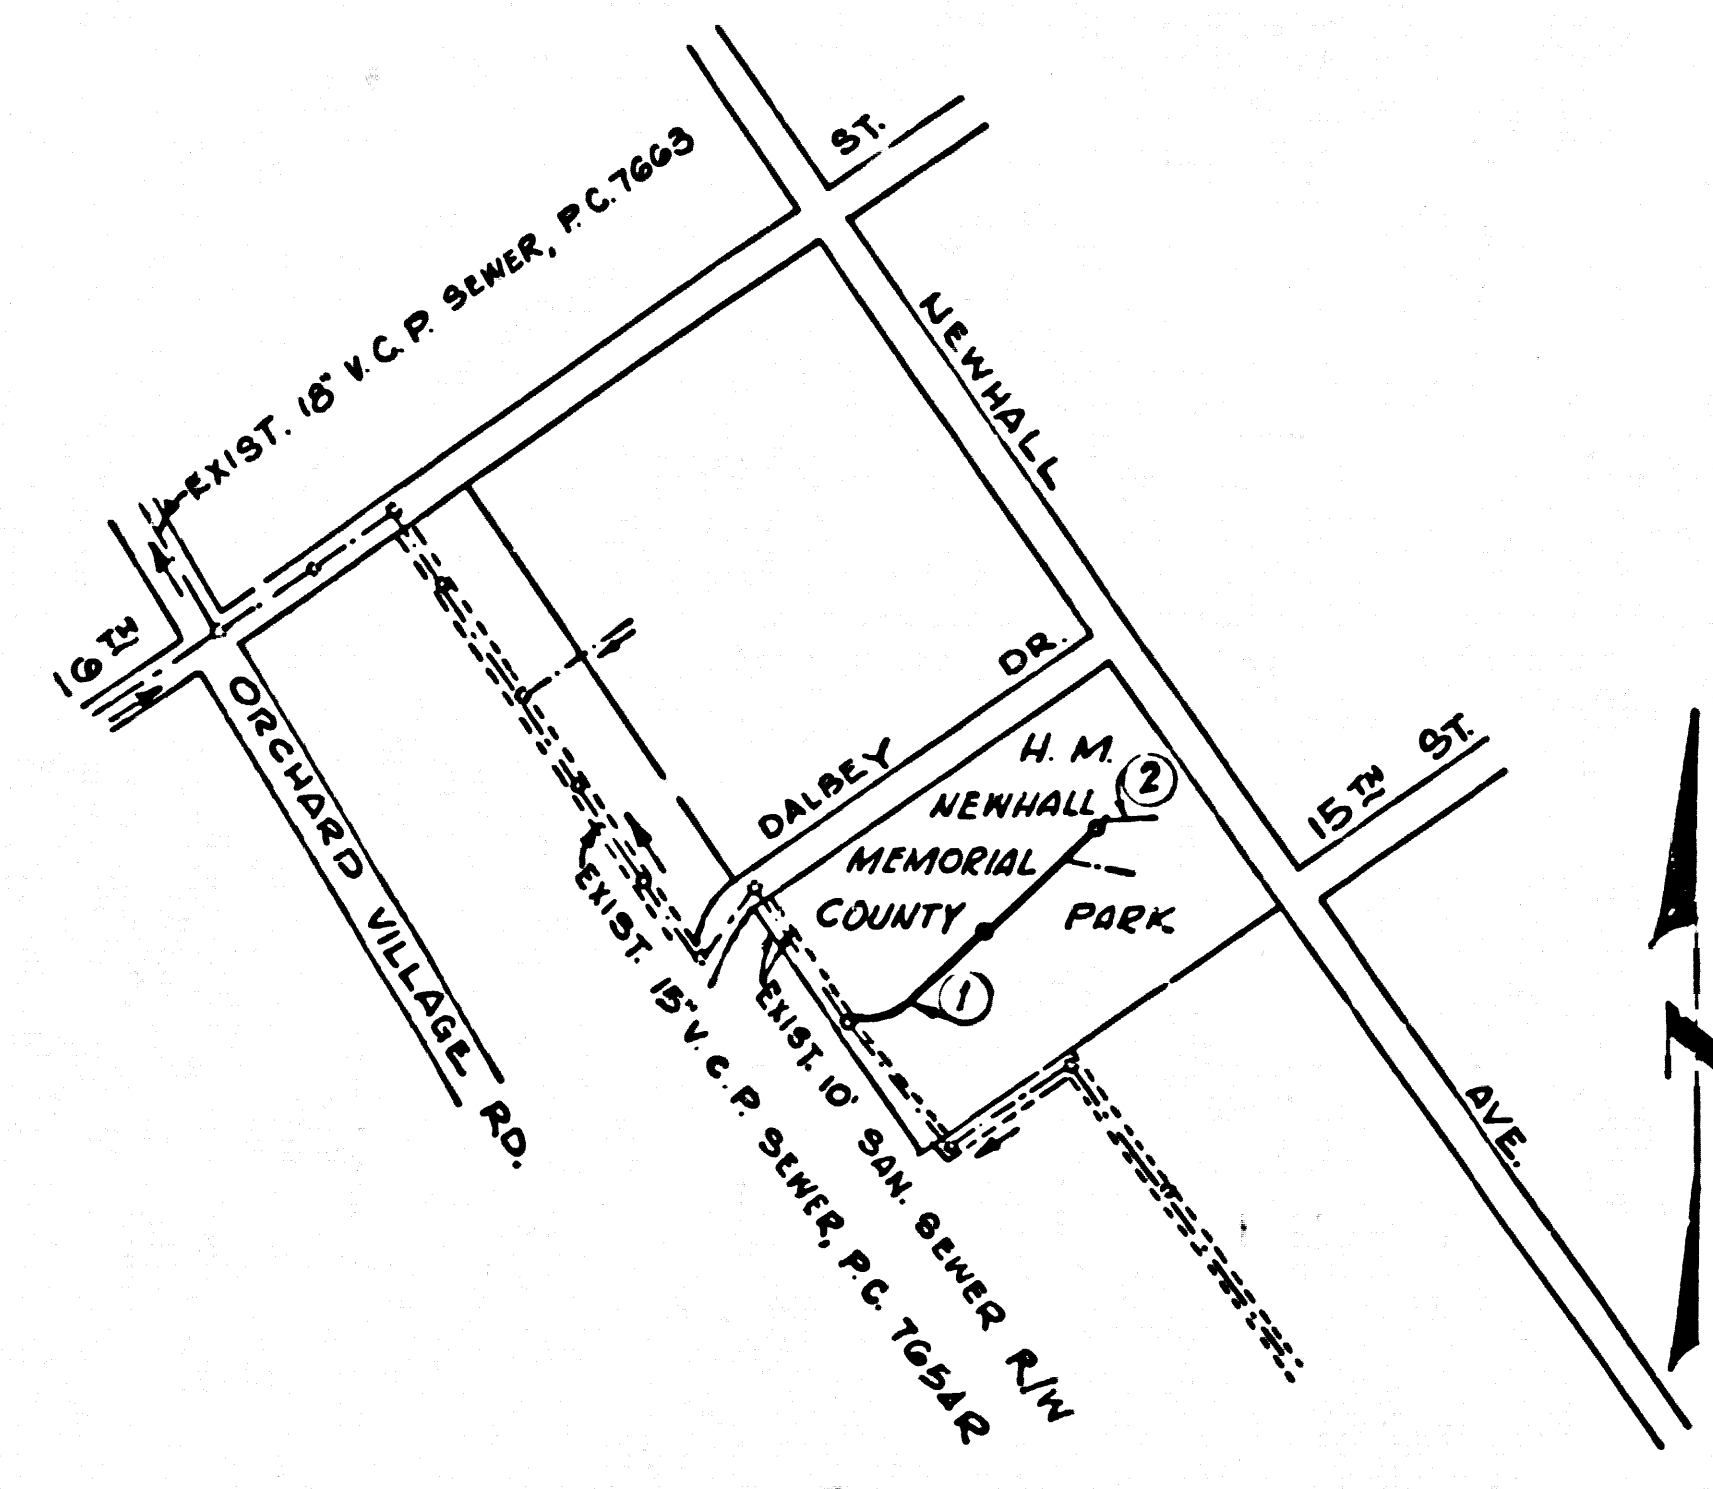 ST.
EXIST. 18" V.C.P. SEWER, P.C. 7663
NEWHALL
16TH
ORCHARD VILLAGE RD.
DALBEY DR.
H. M.
NEWHALL
MEMORIAL
COUNTY PARK
2
1
15TH ST.
EXIST. 15" V.C.P. SEWER, P.C. 7654R
EXIST. 10' SAN. SEWER R/W
AVE.